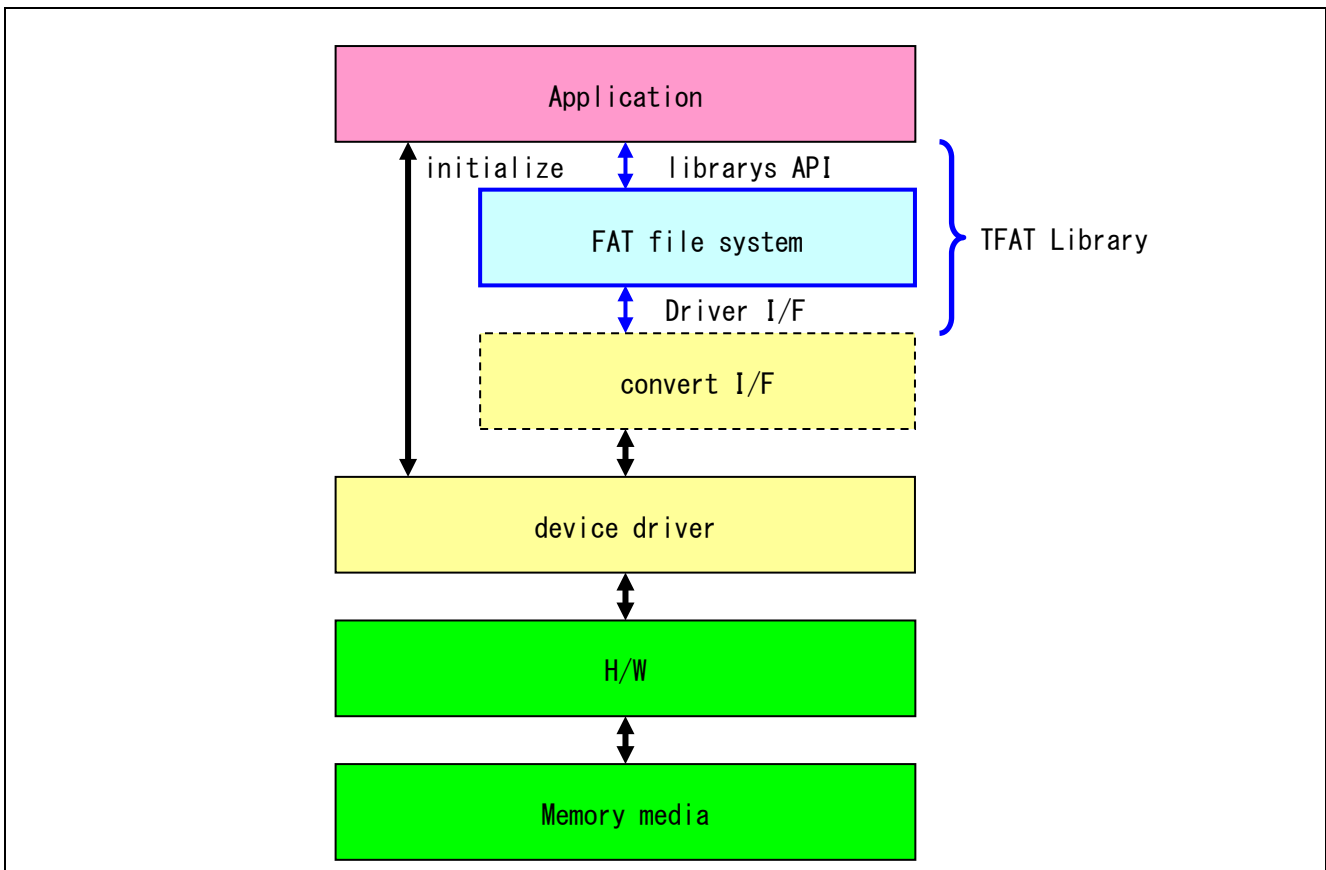 Application
initialize
librarys API
FAT file system
TFAT Library
Driver I/F
convert I/F
device driver
H/W
Memory media